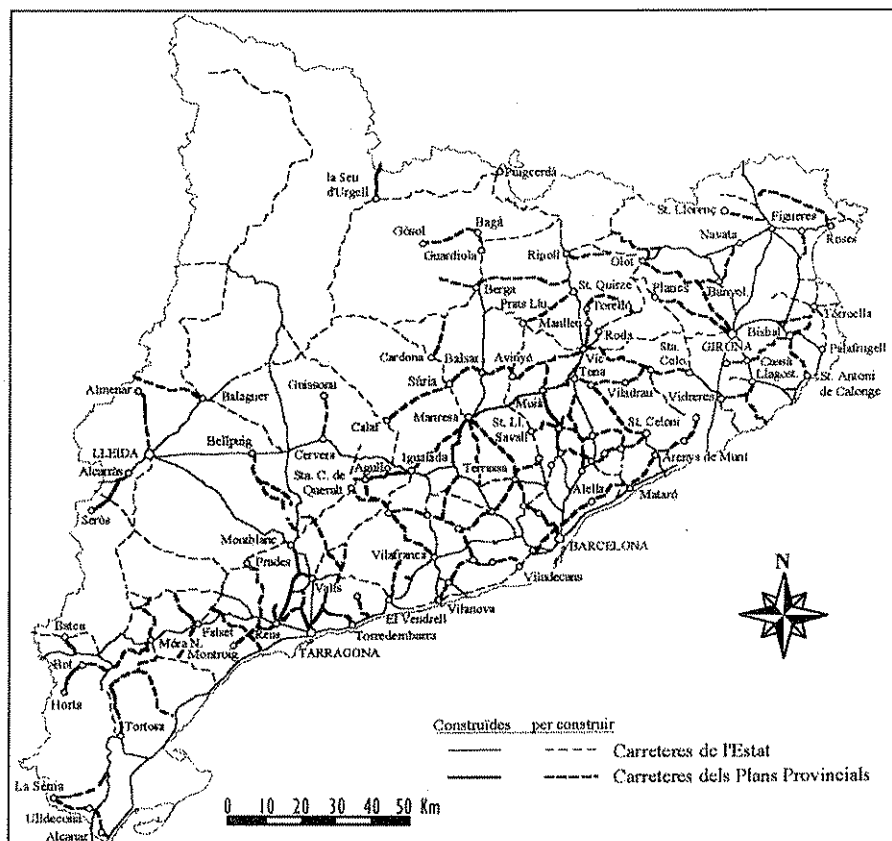 Puigcerdà
la Seu
d'Urgell
St. Llorenç
Figueres
Roses
Navata
Gósol
Bagà
Guardiola
Ripoll
Olot
Banyol
St. Quirze
Planes
Berga
Prats Llu
Torelló
Manlleu
Torroella
Roda
Bisbal
GIRONA
Palafrugell
Vic
Sta.
Colo
Cassà
Llagost.
Cardona
Balsar
Avinyó
Tona
St. Antoni
de Calonge
Súria
Viladrau
Vidreres
Almenar
Balaguer
Guissona
Moià
Calaf
Manresa
St. Ll.
Savall
St. Celoni
Bellpuig
LLEIDA
Cervera
Igualada
Arenys de Munt
Alcarràs
Agullo
Terrassa
Sta. C. de
Queralt
Alella
Mataró
Seròs
Montblanc
BARCELONA
Prades
Vilafranca
Viladecans
Valls
N
Batea
Falset
Reus
El Vendrell
Vilanova
Bot
Móra N.
Montroig
Torredembarra
TARRAGONA
Horta
Tortosa
Construïdes per construir
Carreteres de l'Estat
Carreteres dels Plans Provincials
La Sénia
0 10 20 30 40 50 Km
Ulldecona
Alcanar